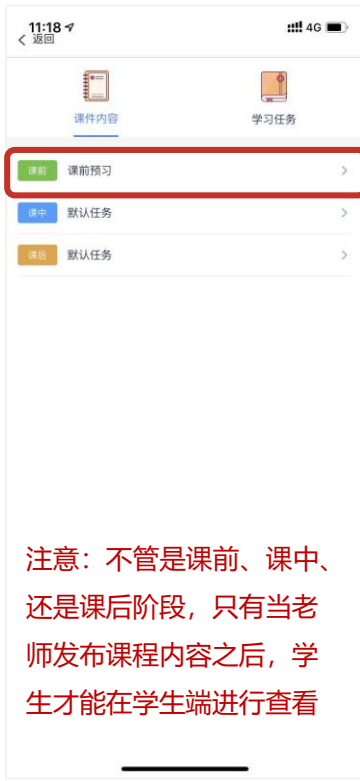 11:18
4G
返回
课件内容
学习任务
课前 课前预习
课中 默认任务
课后 默认任务
注意：不管是课前、课中、
还是课后阶段，只有当老
师发布课程内容之后，学
生才能在学生端进行查看